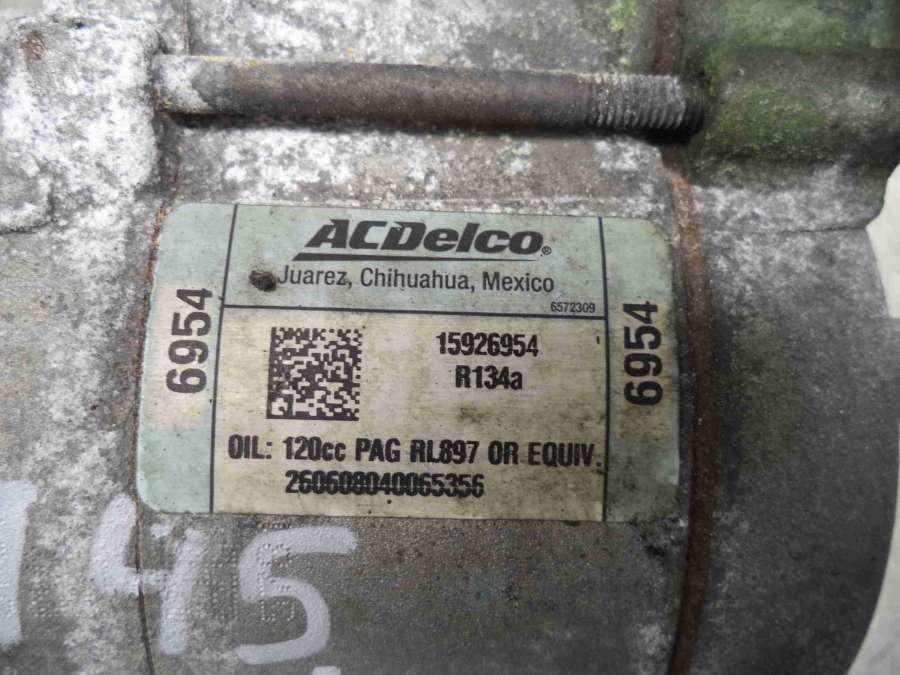 ACDelco®
Juarez, Chihuahua, Mexico
6572309
6954
15926954
R134a
6954
OIL: 120cc PAG RL897 OR EQUIV.
260608040065356
145